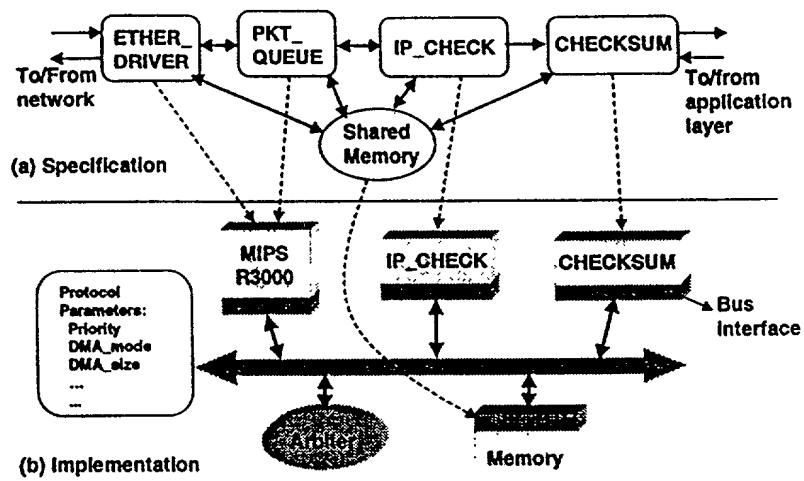 ETHER_
DRIVER
PKT_
QUEUE
IP_CHECK
CHECKSUM
To/From
network
To/from
application
layer
Shared
Memory
(a) Specification
MIPS
R3000
IP_CHECK
CHECKSUM
Protocol
Parameters:
Priority
DMA_mode
DMA_size
...
...
Bus
interface
Arbiter
Memory
(b) Implementation